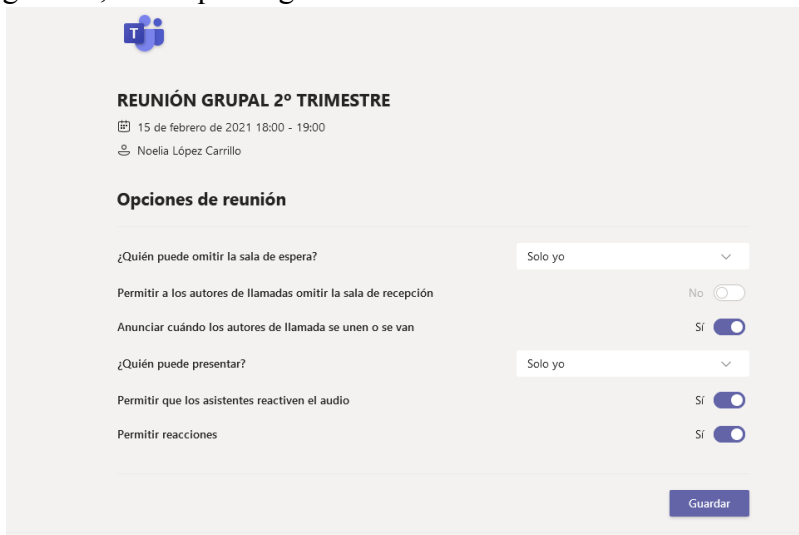 T
REUNIÓN GRUPAL 2º TRIMESTRE
15 de febrero de 2021 18:00 - 19:00
Noelia López Carrillo
Opciones de reunión
¿Quién puede omitir la sala de espera? Solo yo
Permitir a los autores de llamadas omitir la sala de recepción No
Anunciar cuándo los autores de llamada se unen o se van Sí
¿Quién puede presentar? Solo yo
Permitir que los asistentes reactiven el audio Sí
Permitir reacciones Sí
Guardar